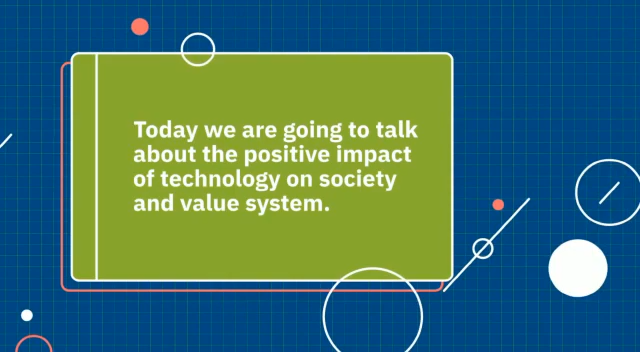 Today we are going to talk
about the positive impact
of technology on society
and value system.